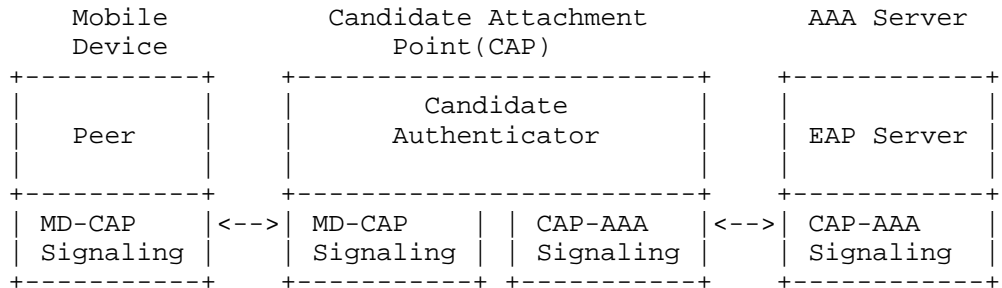 Mobile Candidate Attachment AAA Server
Device Point(CAP)
Candidate
Peer Authenticator EAP Server
MD-CAP <--> MD-CAP CAP-AAA <--> CAP-AAA
Signaling Signaling Signaling Signaling